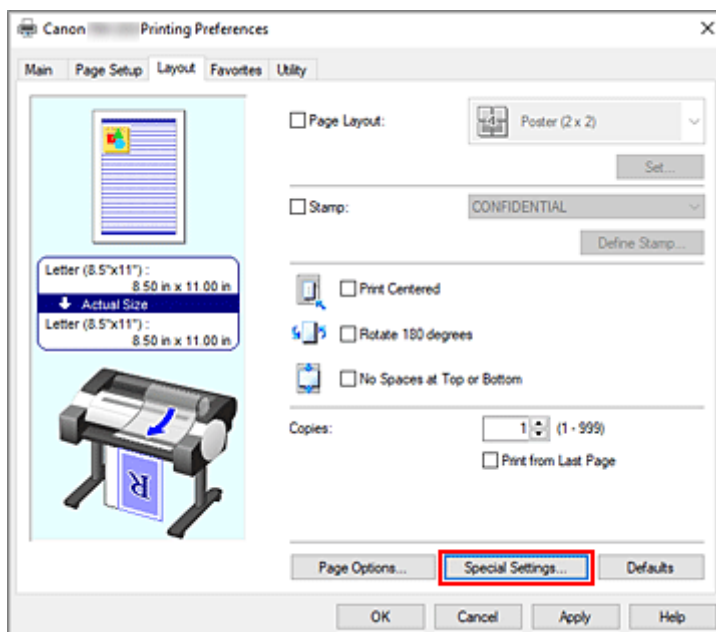 Canon Printing Preferences
Main Page Setup Layout Favorites Utility
Page Layout:
Poster (2 x 2)
Set...
Stamp:
CONFIDENTIAL
Define Stamp...
Letter (8.5"x11") :
8.50 in x 11.00 in
Actual Size
Letter (8.5"x11") :
8.50 in x 11.00 in
Print Centered
Rotate 180 degrees
No Spaces at Top or Bottom
Copies:
1 (1 - 999)
Print from Last Page
R
Page Options... Special Settings... Defaults
OK Cancel Apply Help